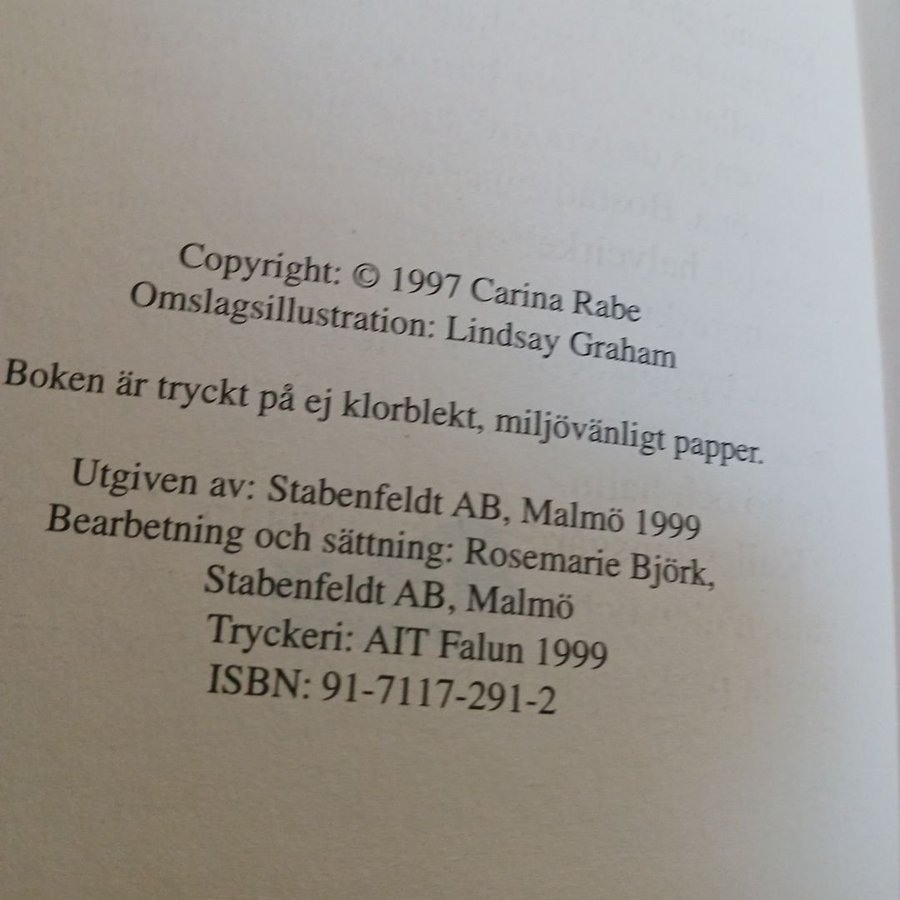 Copyright: © 1997 Carina Rabe
Omslagsillustration: Lindsay Graham
Boken är tryckt på ej klorblekt, miljövänligt papper.
Utgiven av: Stabenfeldt AB, Malmö 1999
Bearbetning och sättning: Rosemarie Björk,
Stabenfeldt AB, Malmö
Tryckeri: AIT Falun 1999
ISBN: 91-7117-291-2